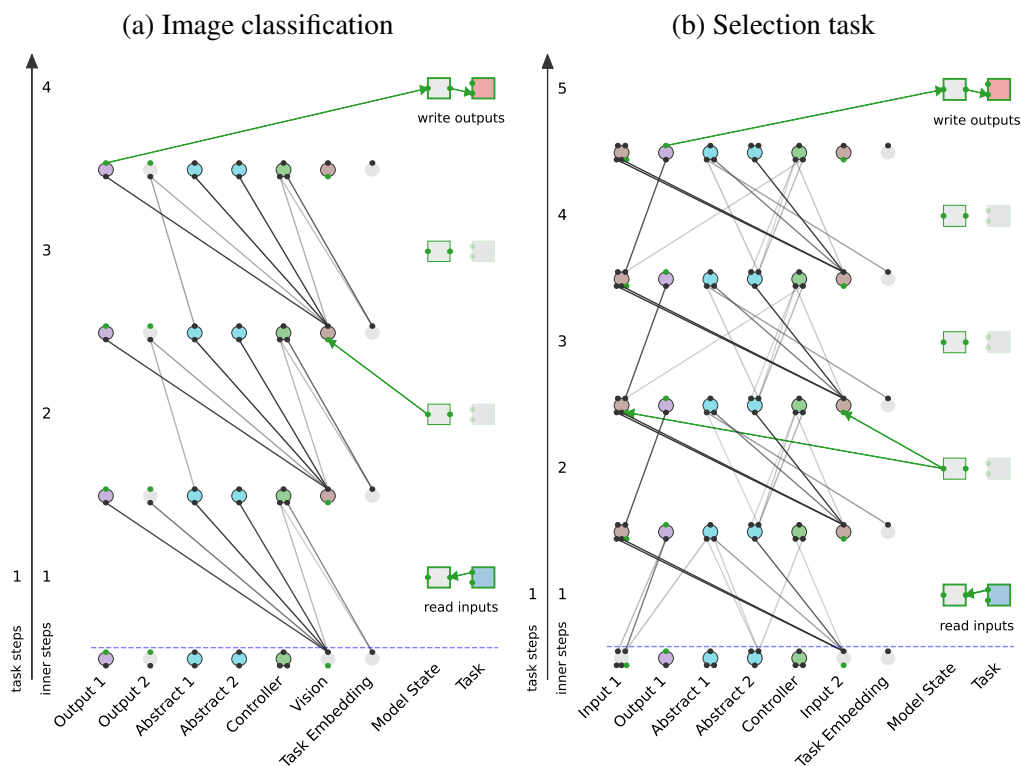 (a) Image classification
4
write outputs
3
2
1
1
read inputs
task steps
inner steps
Output 1
Output 2
Abstract 1
Abstract 2
Controller
Vision
Task Embedding
Model State
Task
(b) Selection task
5
write outputs
4
3
2
1
1
read inputs
task steps
inner steps
Input 1
Output 1
Abstract 1
Abstract 2
Controller
Input 2
Task Embedding
Model State
Task